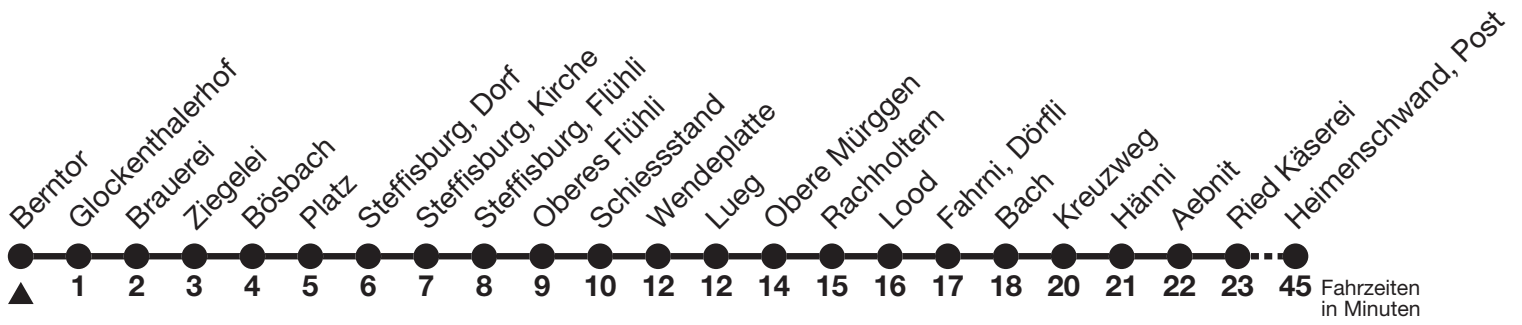 Berntor
Glockenthalerhof
Brauerei
Ziegelei
Bösbach
Platz
Steffisburg, Dorf
Steffisburg, Kirche
Steffisburg, Flühli
Oberes Flühli
Schiessstand
Wendeplatte
Lueg
Obere Mürggen
Rachholtern
Lood
Fahrni, Dörfli
Bach
Kreuzweg
Hänni
Aebnit
Ried Käserei
Heimenschwand, Post
1 2 3 4 5 6 7 8 9 10 12 12 14 15 16 17 18 20 21 22 23 45 Fahrzeiten
in Minuten